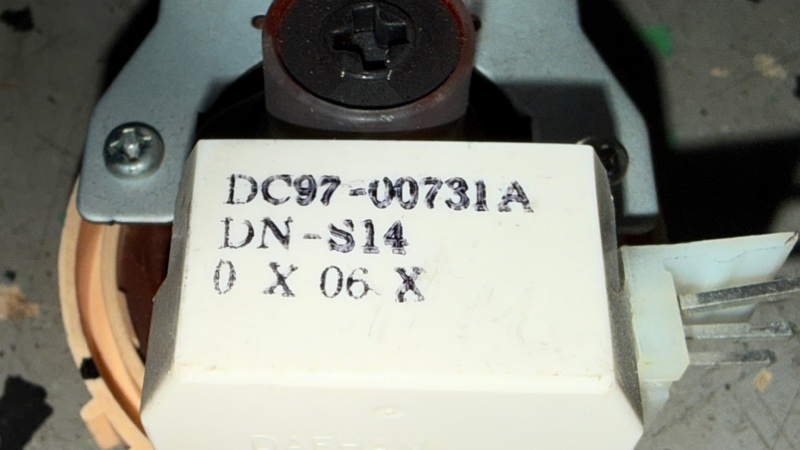 DC97-00731A
DN-S14
0 X 06 X